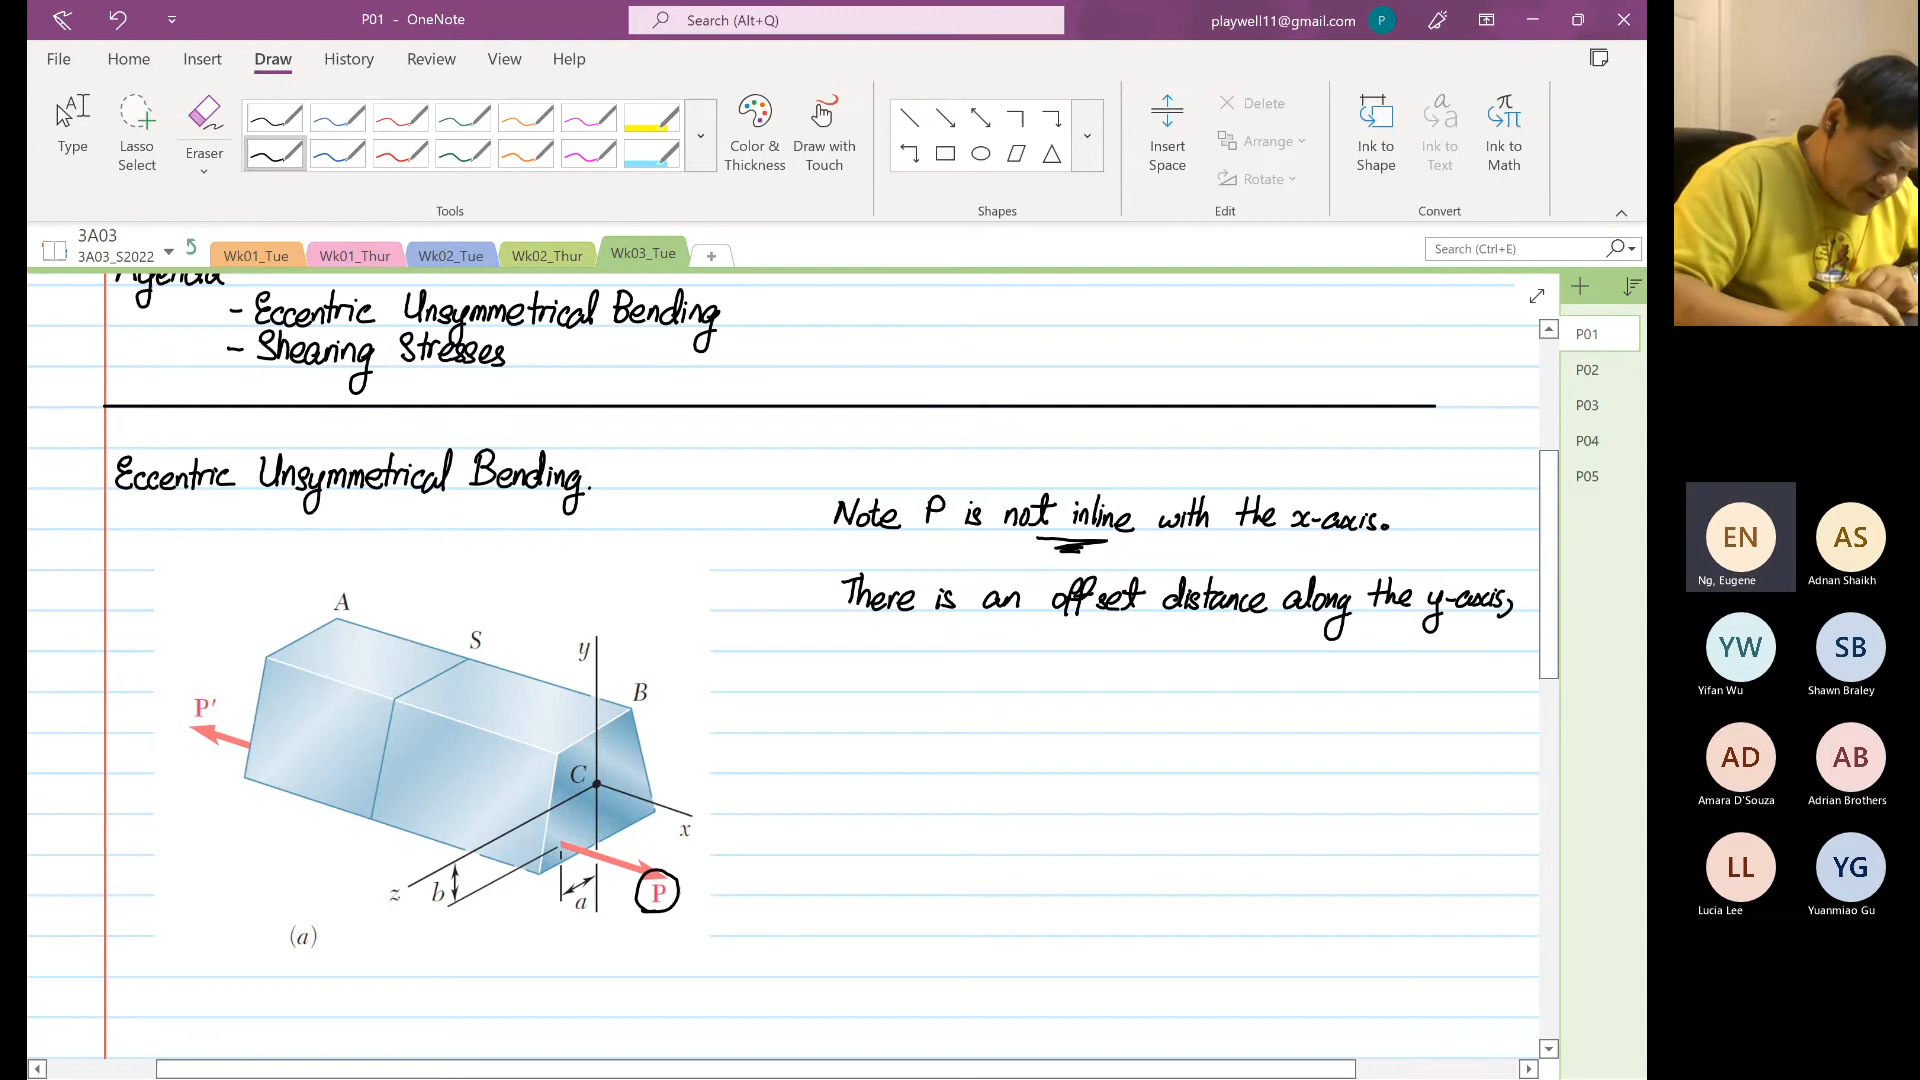 P01 - OneNote
Search (Alt+Q)
playwell11@gmail.com
P
File Home Insert Draw History Review View Help
Type
Lasso Select
Eraser
Color & Thickness
Draw with Touch
Insert Space
Delete
Arrange
Rotate
Ink to Shape
Ink to Text
Ink to Math
Tools
Shapes
Edit
Convert
3A03
3A03_S2022
Wk01_Tue
Wk01_Thur
Wk02_Tue
Wk02_Thur
Wk03_Tue
Search (Ctrl+E)
Agenda
- Eccentric Unsymmetrical Bending
- Shearing Stresses
Eccentric Unsymmetrical Bending.
Note P is not inline with the x-axis.
There is an offset distance along the y-axis,
A
S
y
B
P'
C
x
z
b
a
P
(a)
P01
P02
P03
P04
P05
EN
Ng, Eugene
AS
Adnan Shaikh
YW
Yifan Wu
SB
Shawn Braley
AD
Amara D'Souza
AB
Adrian Brothers
LL
Lucia Lee
YG
Yuanmiao Gu